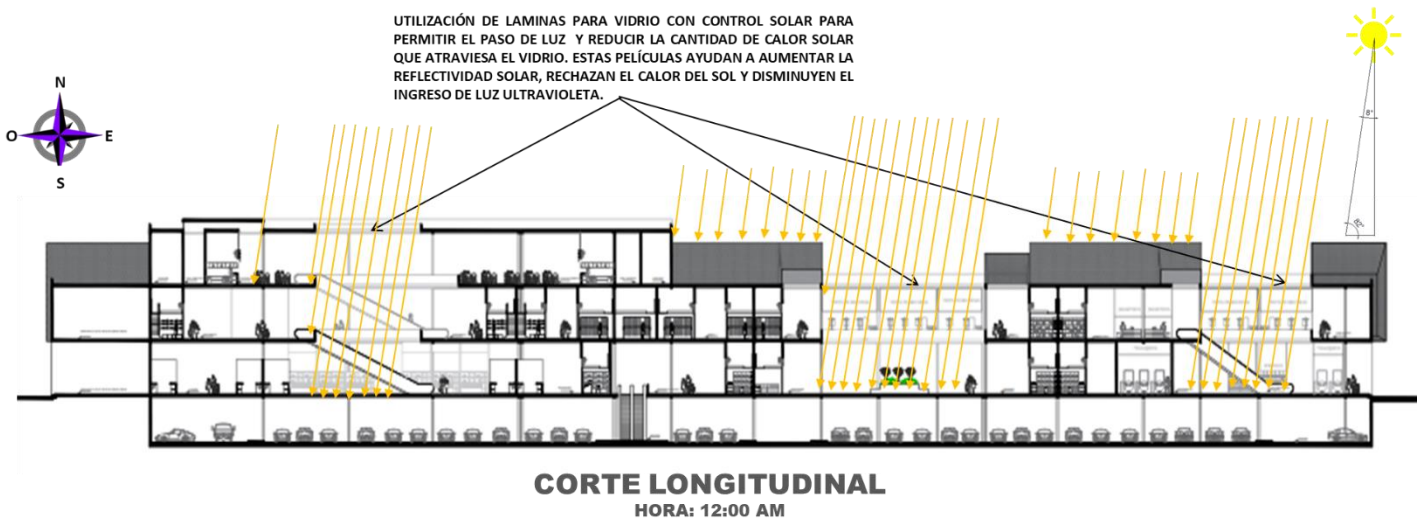 UTILIZACIÓN DE LAMINAS PARA VIDRIO CON CONTROL SOLAR PARA
PERMITIR EL PASO DE LUZ Y REDUCIR LA CANTIDAD DE CALOR SOLAR
QUE ATRAVIESA EL VIDRIO. ESTAS PELÍCULAS AYUDAN A AUMENTAR LA
REFLECTIVIDAD SOLAR, RECHAZAN EL CALOR DEL SOL Y DISMINUYEN EL
INGRESO DE LUZ ULTRAVIOLETA.
N
O
E
S
8°
82°
CORTE LONGITUDINAL
HORA: 12:00 AM